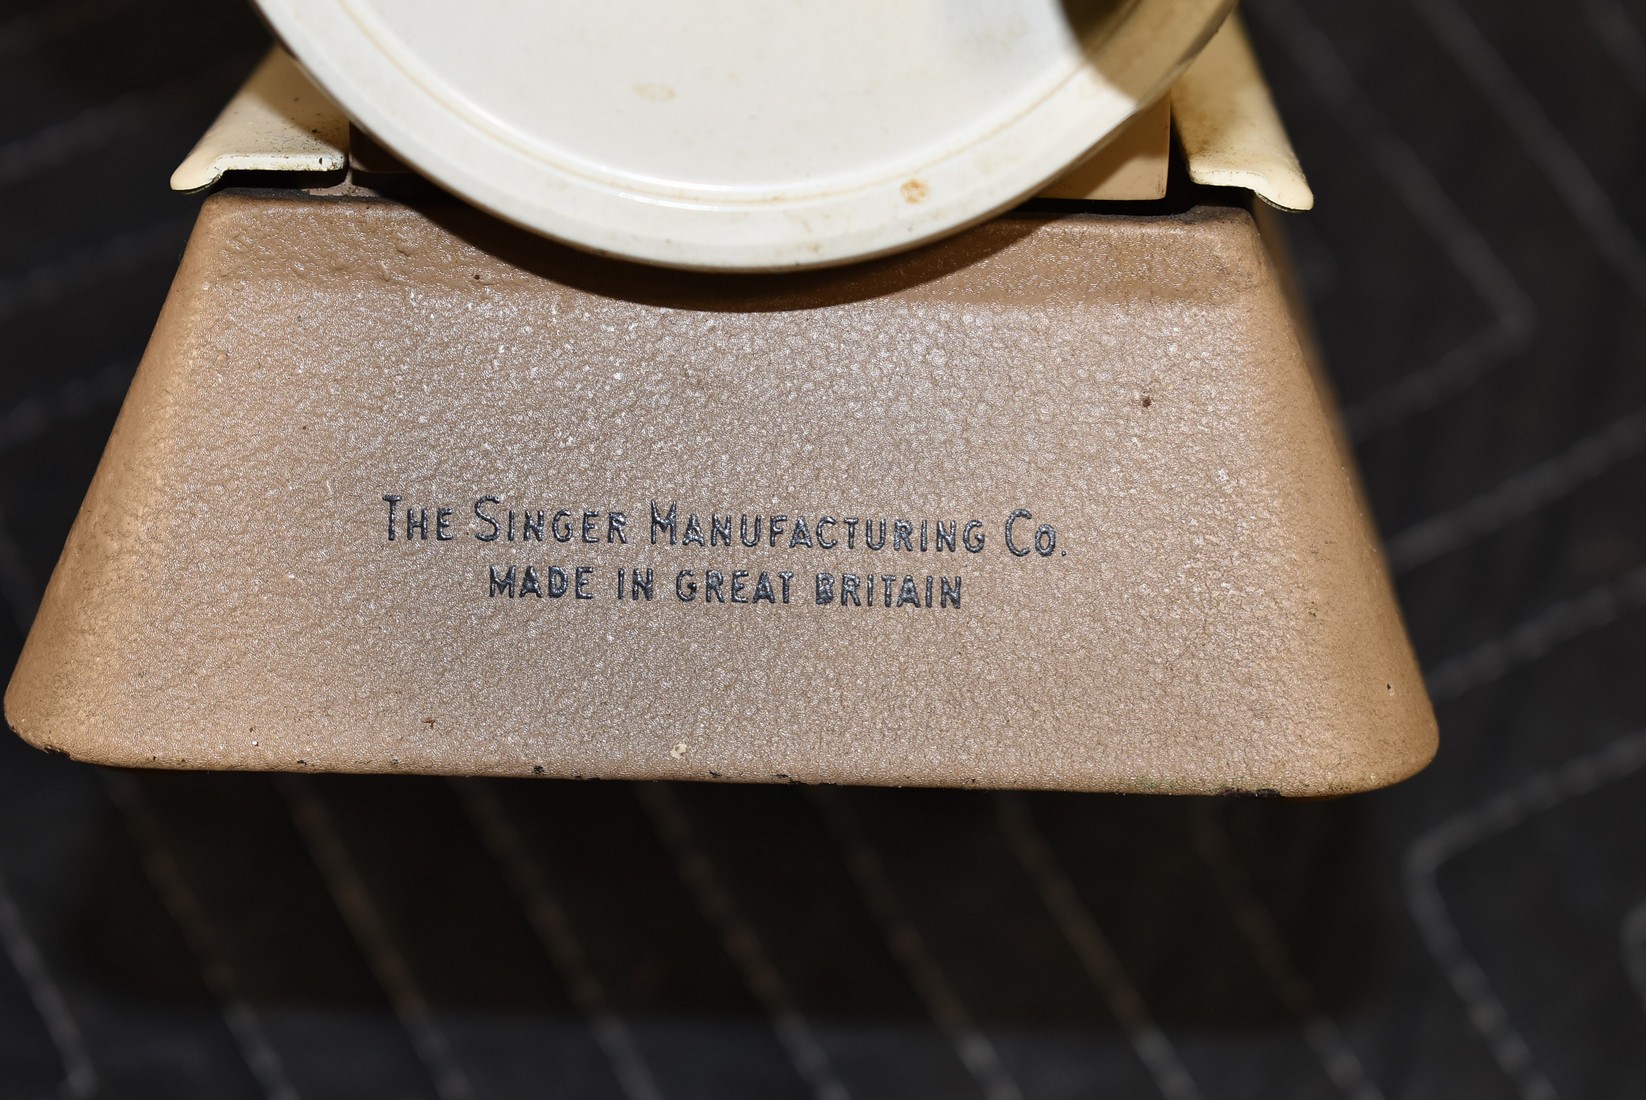 The Singer Manufacturing Co.
MADE IN GREAT BRITAIN